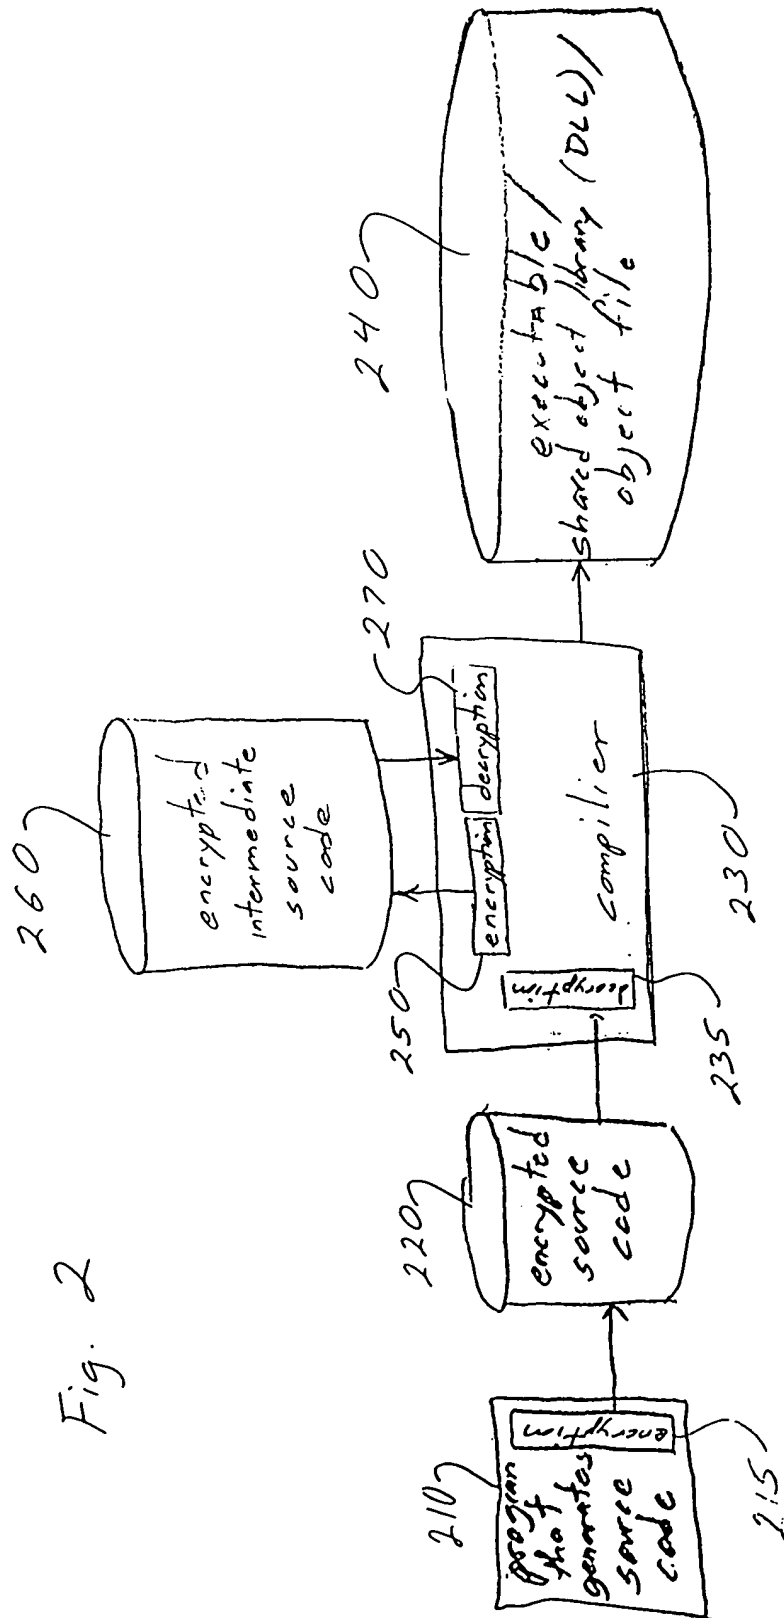 Fig. 2
210
program
that
generates
source
code
encryption
215
220
encrypted
source
code
230
compilier
decryption
235
250
encryption
decryption
270
260
encrypted
intermediate
source
code
240
executable/
shared object library (DLL)/
object file